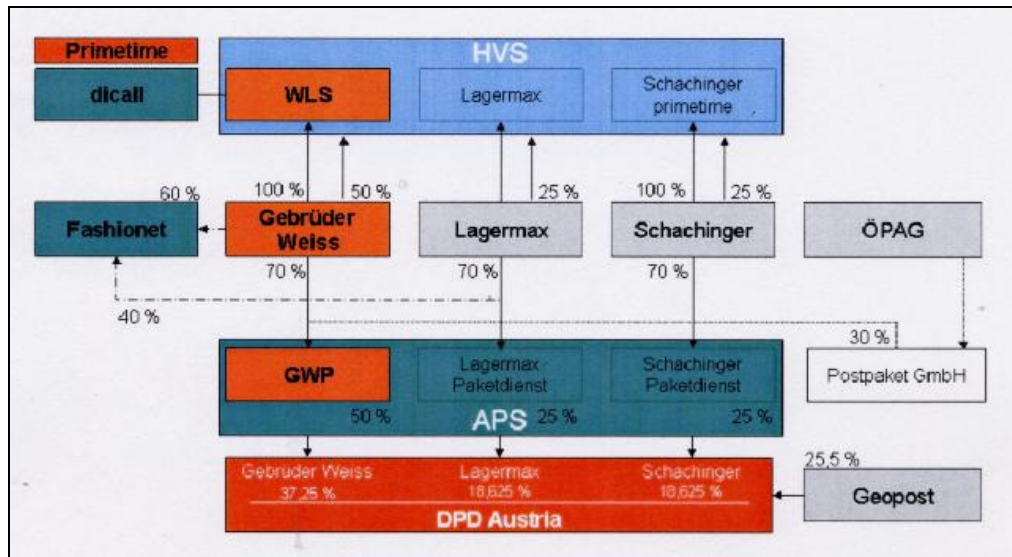 Primetime
HVS
dicall
WLS
Lagermax
Schachinger
primetime
60 %
100 %
50 %
25 %
100 %
25 %
Fashionet
Gebrüder
Weiss
Lagermax
Schachinger
ÖPAG
70 %
70 %
70 %
40 %
30 %
GWP
Lagermax
Paketdienst
Schachinger
Paketdienst
Postpaket GmbH
50 %
APS
25 %
25 %
25,5 %
Gebrüder Weiss
37,25 %
Lagermax
18,625 %
Schachinger
18,625 %
Geopost
DPD Austria